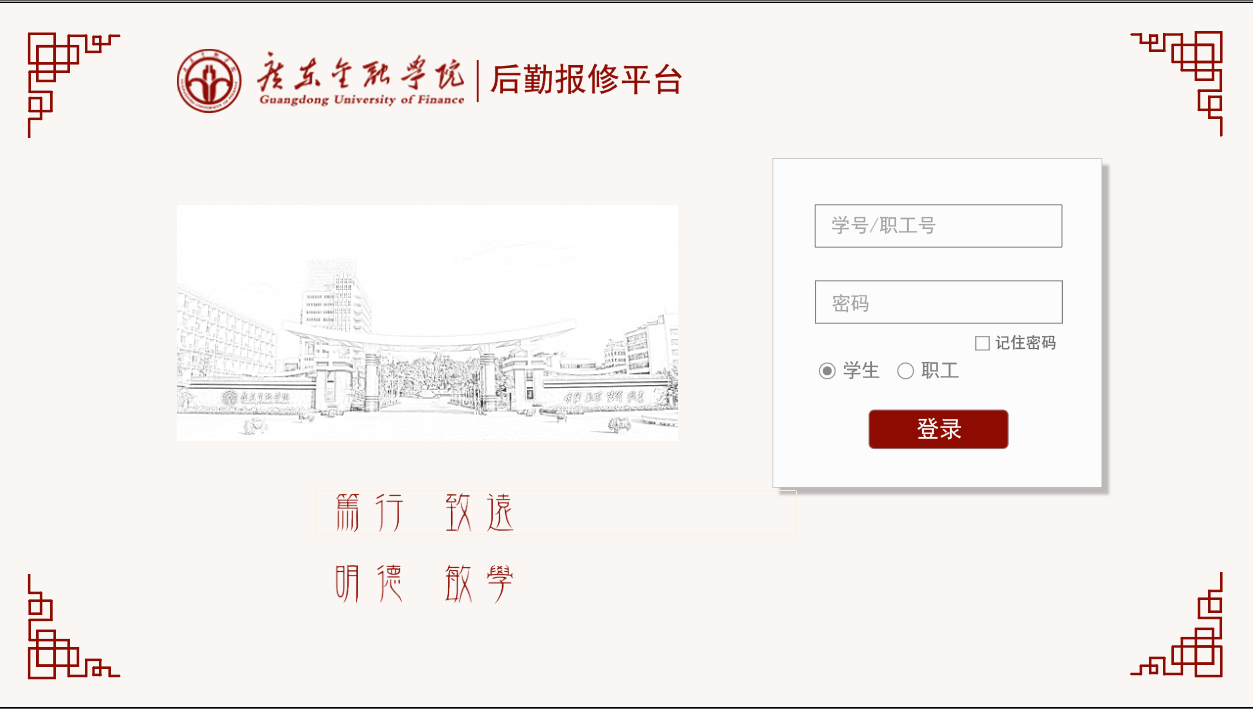 广东金融学院
Guangdong University of Finance
后勤报修平台
学号/职工号
密码
记住密码
学生 职工
登录
篤行 致遠
明德 敏學